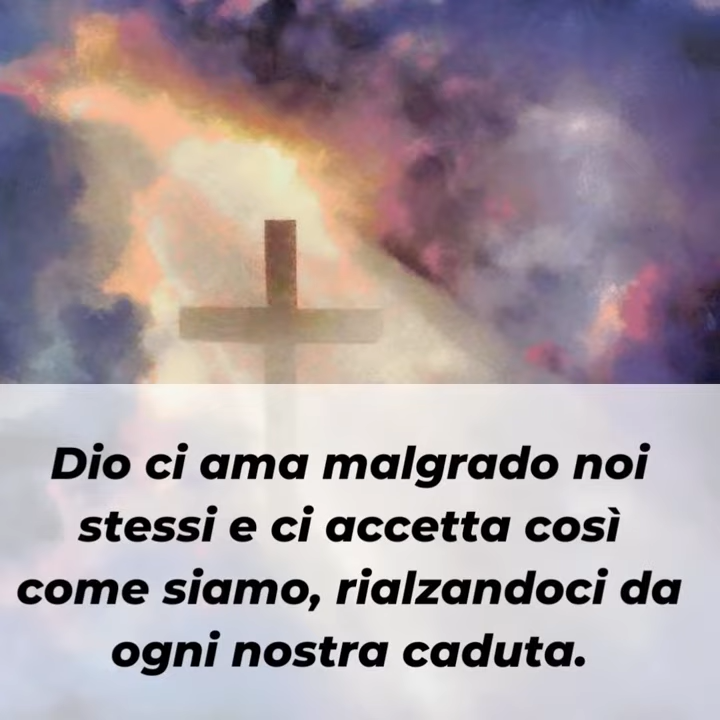 Dio ci ama malgrado noi
stessi e ci accetta così
come siamo, rialzandoci da
ogni nostra caduta.